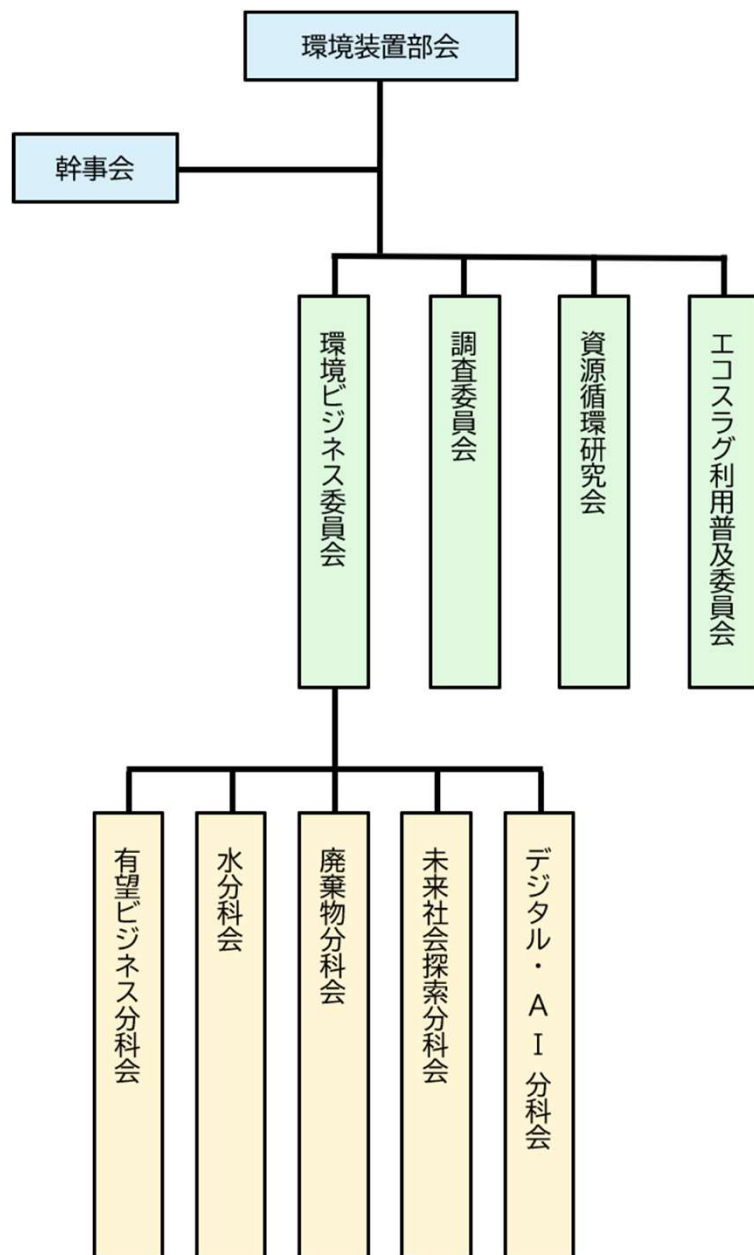 環境装置部会
幹事会
環境ビジネス委員会
調査委員会
資源循環研究会
エコスラグ利用普及委員会
有望ビジネス分科会
水分科会
廃棄物分科会
未来社会探索分科会
デジタル・ＡＩ分科会